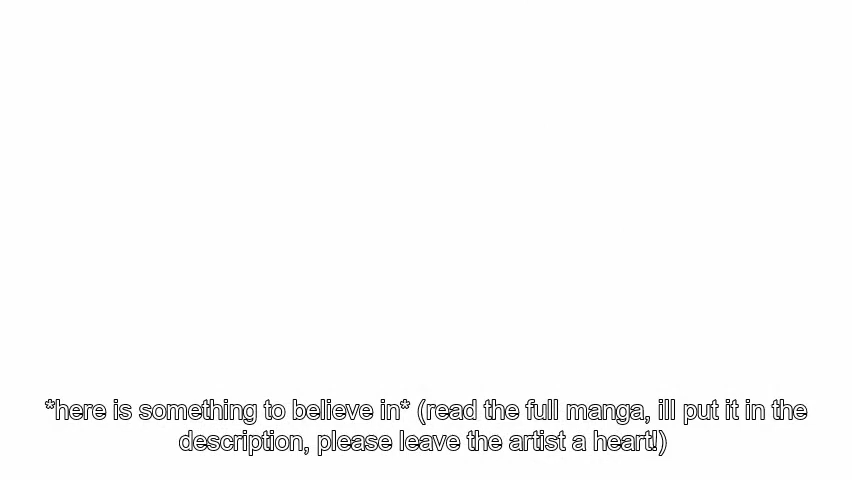 *here is something to believe in* (read the full manga, ill put it in the
description, please leave the artist a heart!)